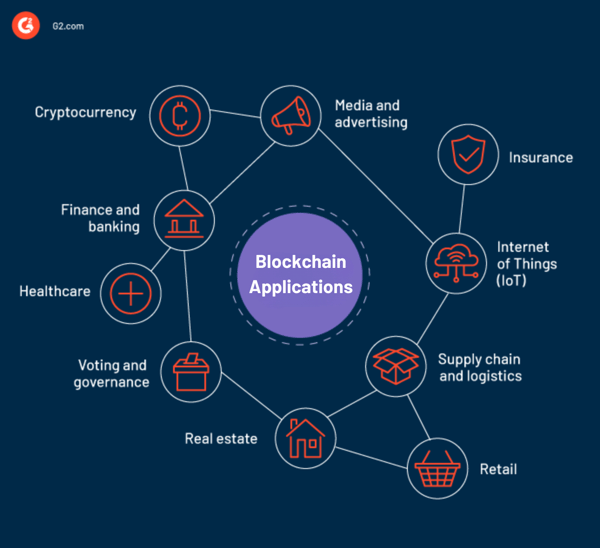 G2.com
Cryptocurrency
Media and
advertising
Insurance
Finance and
banking
Internet
of Things
(IoT)
Blockchain
Applications
Healthcare
Voting and
governance
Supply chain
and logistics
Real estate
Retail